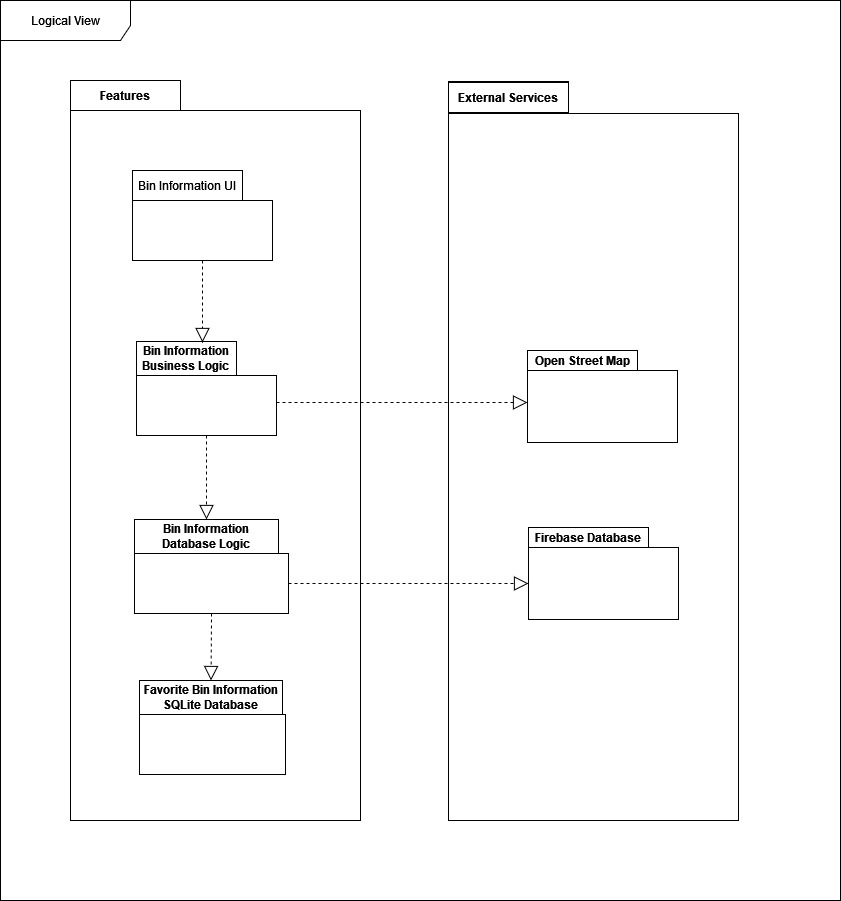 Logical View
Features
External Services
Bin Information UI
Bin Information
Business Logic
Open Street Map
Bin Information
Database Logic
Firebase Database
Favorite Bin Information
SQLite Database